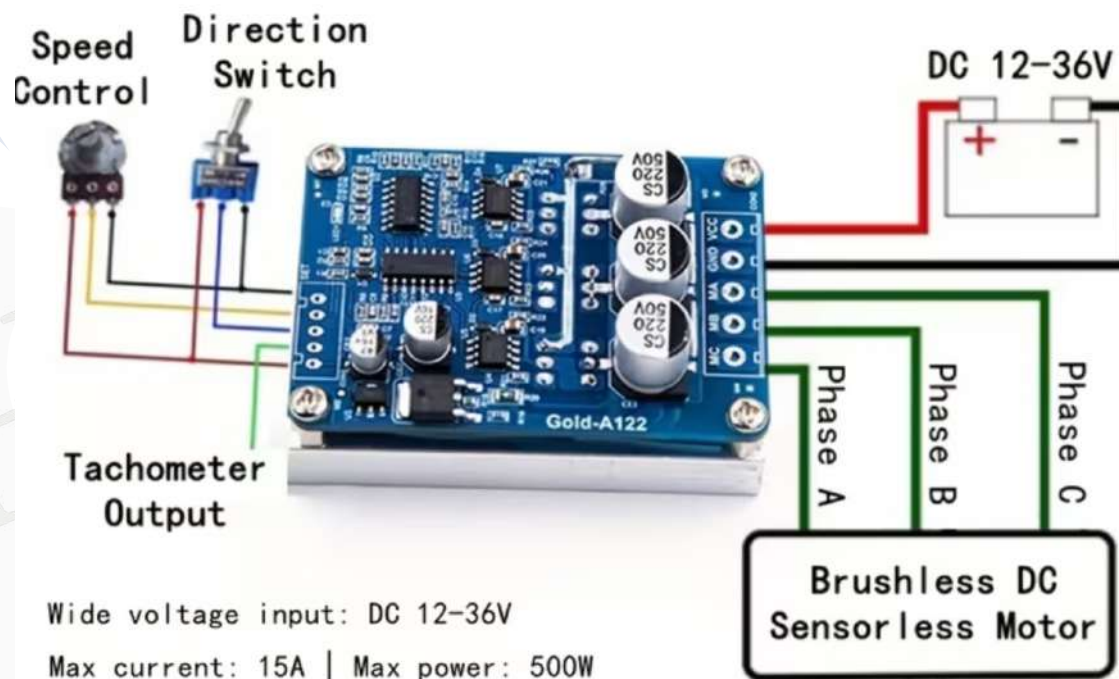 Speed
Control
Direction
Switch
DC 12-36V
+ -
50V
220
CS
50V
220
CS
50V
220
CS
VCC
GND
MA
MB
MC
Gold-A122
Tachometer
Output
Phase A
Phase B
Phase C
Brushless DC
Sensorless Motor
Wide voltage input: DC 12-36V
Max current: 15A | Max power: 500W